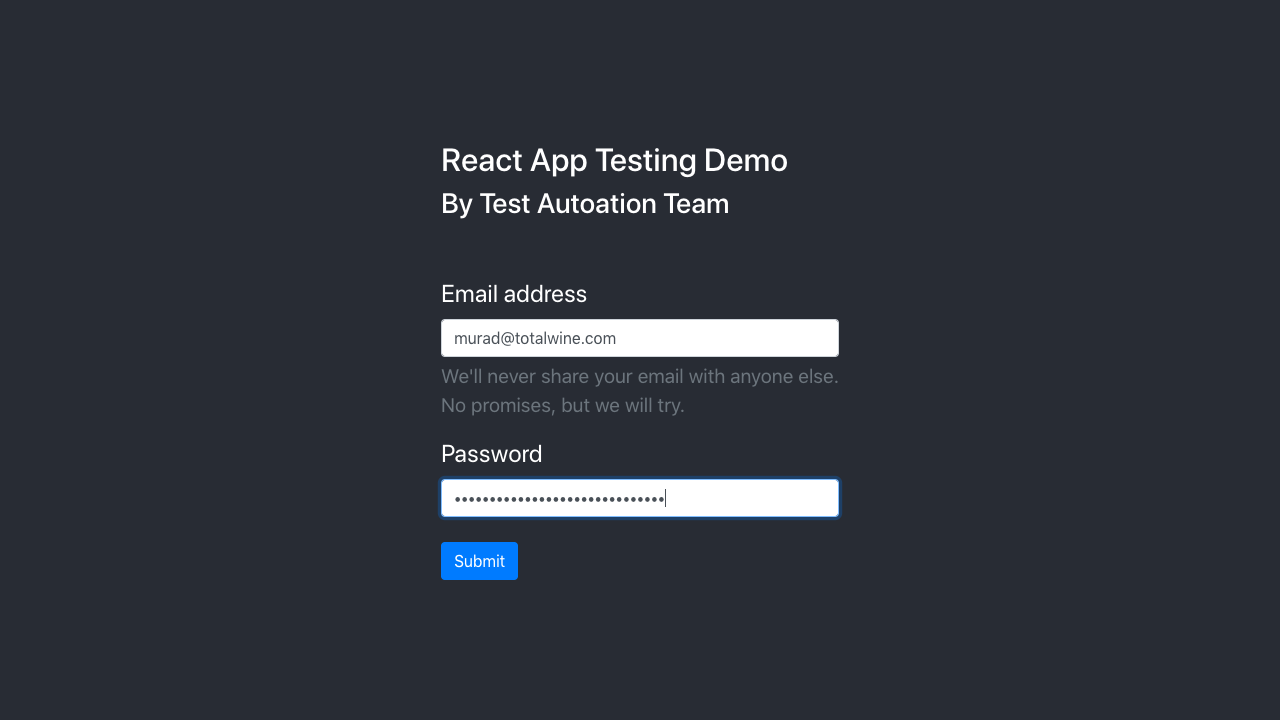 React App Testing Demo
By Test Autoation Team
Email address
murad@totalwine.com
We'll never share your email with anyone else.
No promises, but we will try.
Password
••••••••••••••••••••••••••••••
Submit